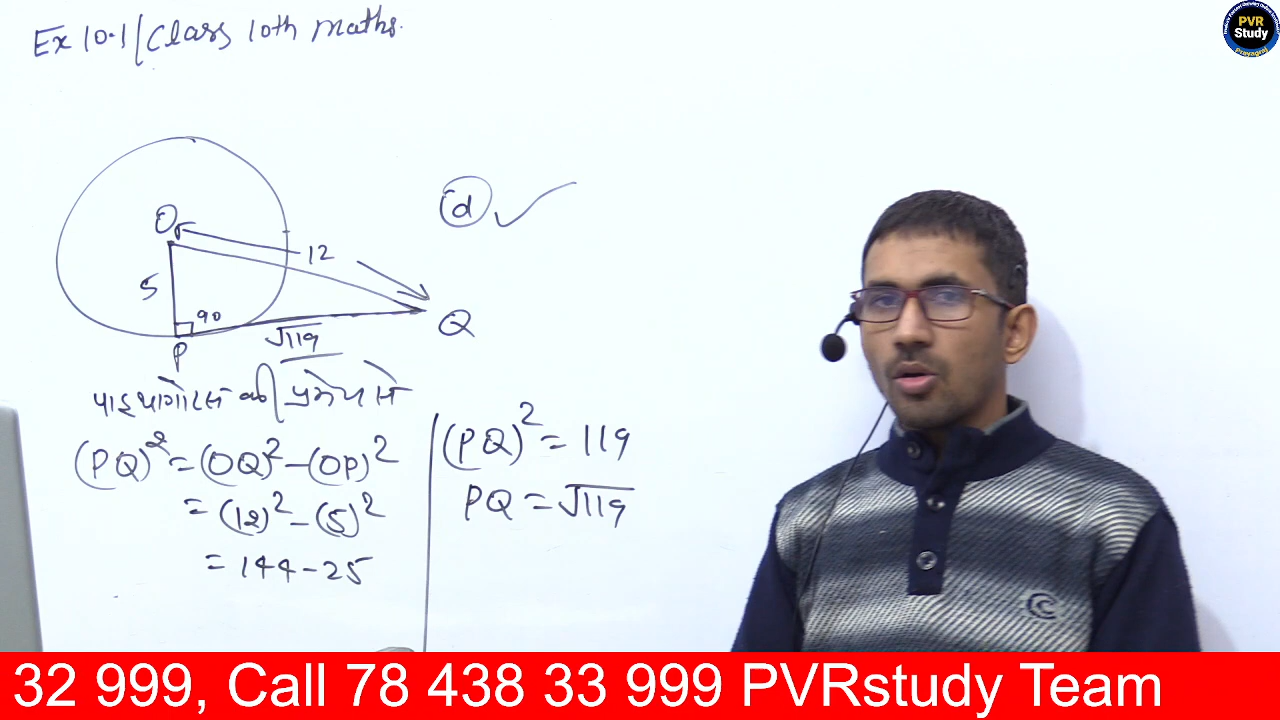 Ex 10.1 | Class 10th Maths.
PVR
Study
Prayagraj
O
12
d
5
90
Q
√119
P
पाइथागोरस की प्रमेय से
(PQ)² = (OQ)² - (OP)²
= (12)² - (5)²
= 144 - 25
(PQ)² = 119
PQ = √119
32 999, Call 78 438 33 999 PVRstudy Team